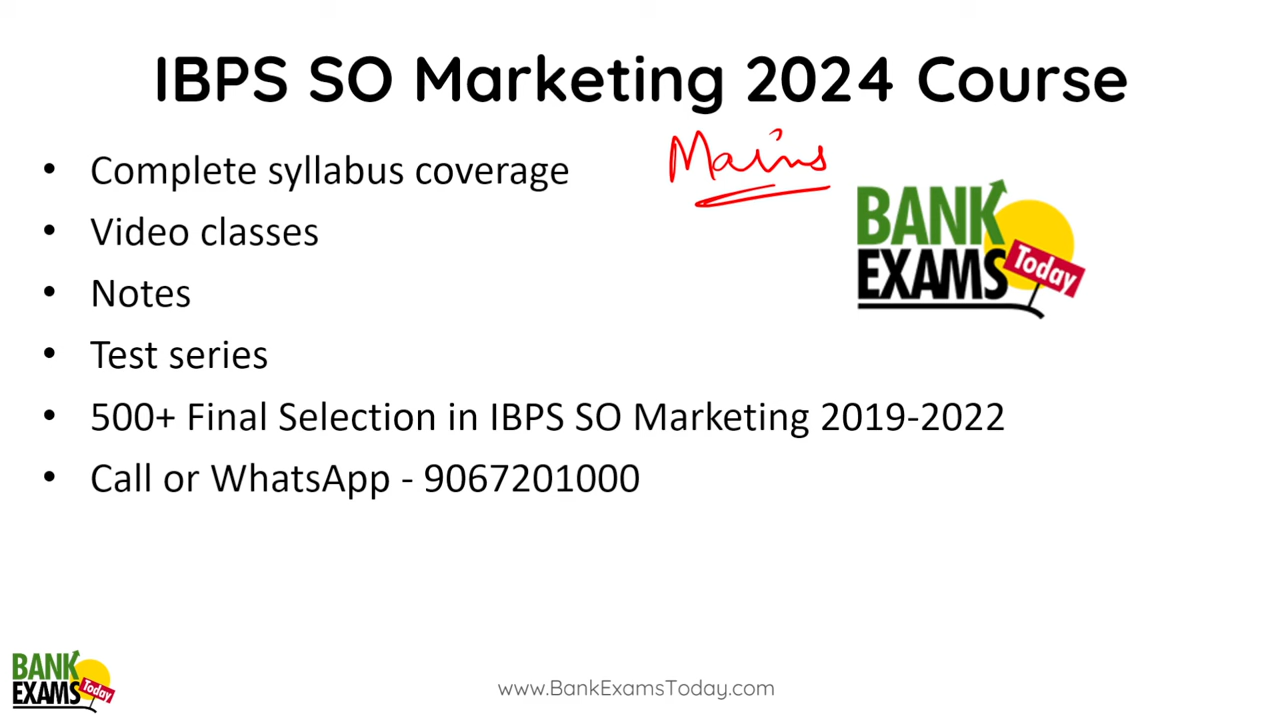 IBPS SO Marketing 2024 Course
Mains
• Complete syllabus coverage
• Video classes
• Notes
• Test series
• 500+ Final Selection in IBPS SO Marketing 2019-2022
• Call or WhatsApp - 9067201000
BANK
EXAMS Today
BANK
EXAMS Today
www.BankExamsToday.com